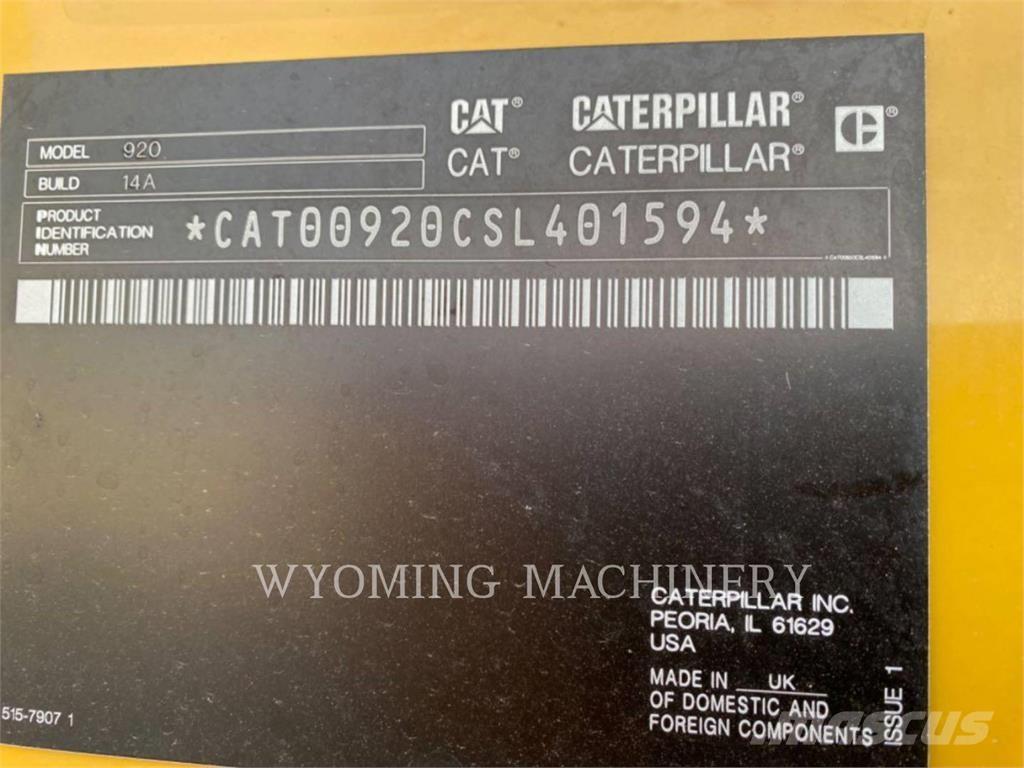 CAT® CATERPILLAR®
CAT® CATERPILLAR®
MODEL 920
BUILD 14A
PRODUCT
IDENTIFICATION
NUMBER
*CAT00920CSL401594*
WYOMING MACHINERY
CATERPILLAR INC.
PEORIA, IL 61629
USA
MADE IN UK
OF DOMESTIC AND
FOREIGN COMPONENTS
ISSUE 1
515-7907 1
mascus